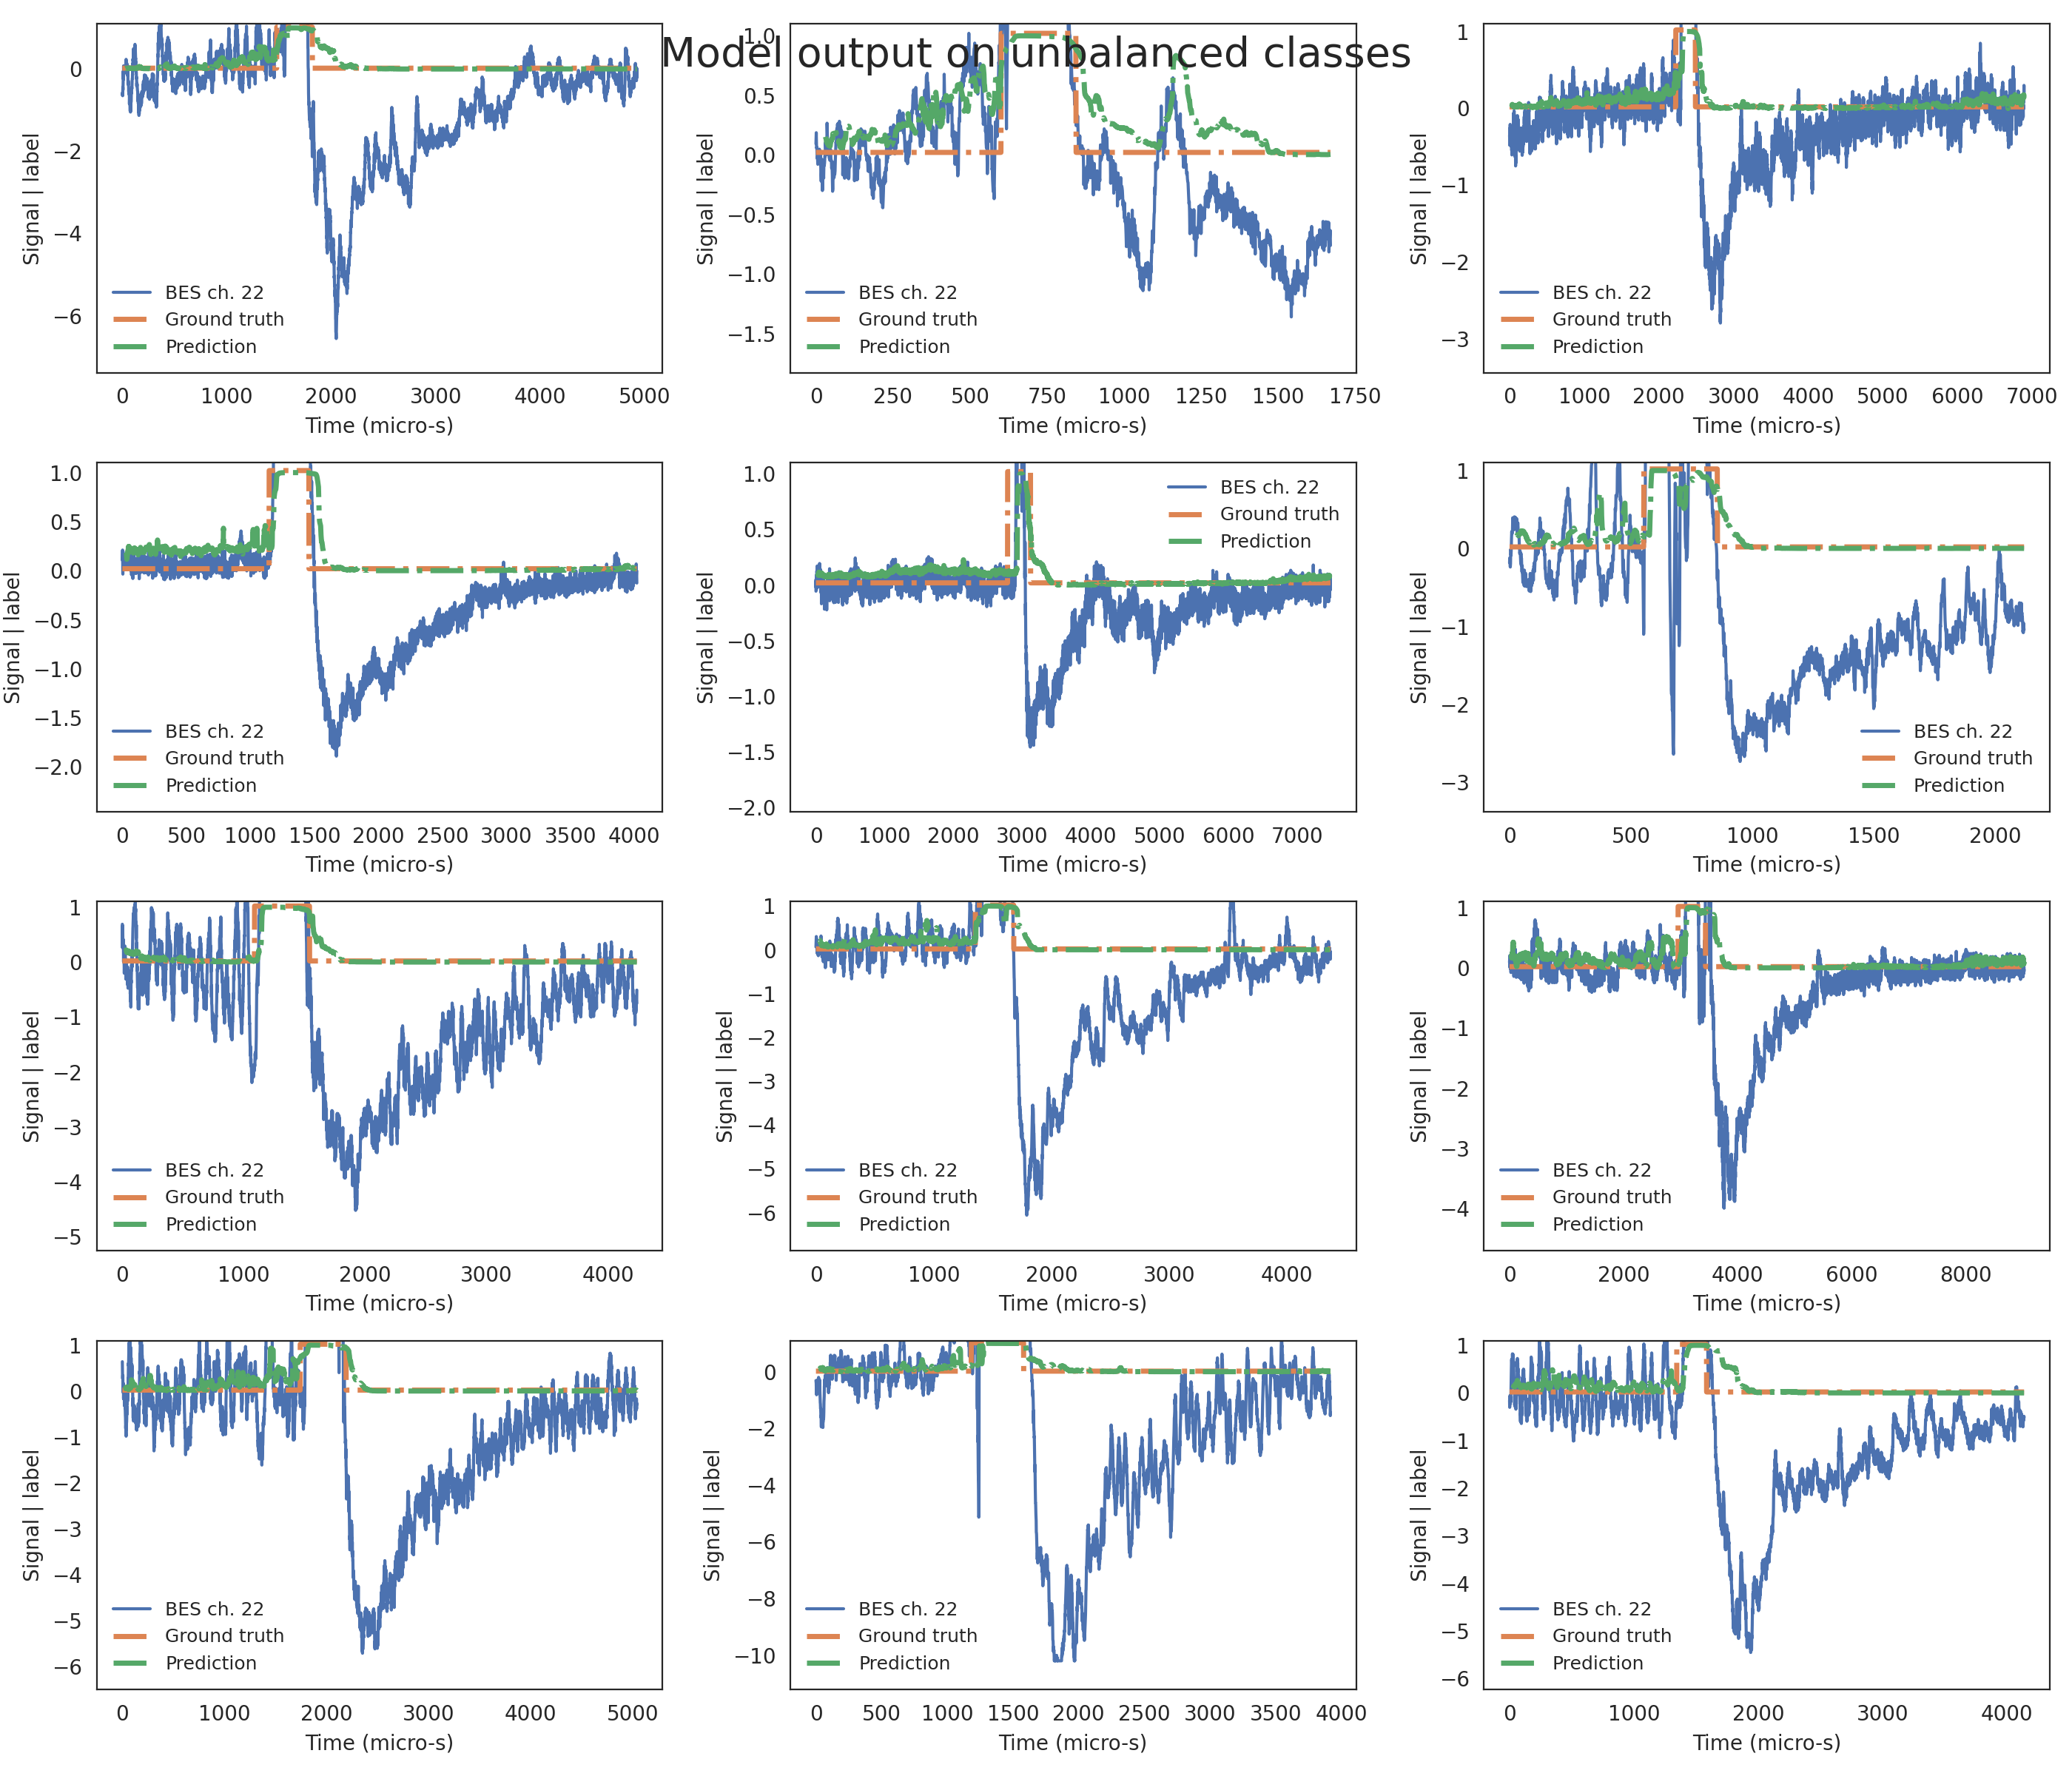 Model output on unbalanced classes
0
−2
−4
−6
Signal | label
BES ch. 22
Ground truth
Prediction
0 1000 2000 3000 4000 5000
Time (micro-s)
1.0
0.5
0.0
−0.5
−1.0
−1.5
Signal | label
BES ch. 22
Ground truth
Prediction
0 250 500 750 1000 1250 1500 1750
Time (micro-s)
1
0
−1
−2
−3
Signal | label
BES ch. 22
Ground truth
Prediction
0 1000 2000 3000 4000 5000 6000 7000
Time (micro-s)
1.0
0.5
0.0
−0.5
−1.0
−1.5
−2.0
Signal | label
BES ch. 22
Ground truth
Prediction
0 500 1000 1500 2000 2500 3000 3500 4000
Time (micro-s)
1.0
0.5
0.0
−0.5
−1.0
−1.5
−2.0
Signal | label
BES ch. 22
Ground truth
Prediction
0 1000 2000 3000 4000 5000 6000 7000
Time (micro-s)
1
0
−1
−2
−3
Signal | label
BES ch. 22
Ground truth
Prediction
0 500 1000 1500 2000
Time (micro-s)
1
0
−1
−2
−3
−4
−5
Signal | label
BES ch. 22
Ground truth
Prediction
0 1000 2000 3000 4000
Time (micro-s)
1
0
−1
−2
−3
−4
−5
−6
Signal | label
BES ch. 22
Ground truth
Prediction
0 1000 2000 3000 4000
Time (micro-s)
1
0
−1
−2
−3
−4
Signal | label
BES ch. 22
Ground truth
Prediction
0 2000 4000 6000 8000
Time (micro-s)
1
0
−1
−2
−3
−4
−5
−6
Signal | label
BES ch. 22
Ground truth
Prediction
0 1000 2000 3000 4000 5000
Time (micro-s)
0
−2
−4
−6
−8
−10
Signal | label
BES ch. 22
Ground truth
Prediction
0 500 1000 1500 2000 2500 3000 3500 4000
Time (micro-s)
1
0
−1
−2
−3
−4
−5
−6
Signal | label
BES ch. 22
Ground truth
Prediction
0 1000 2000 3000 4000
Time (micro-s)